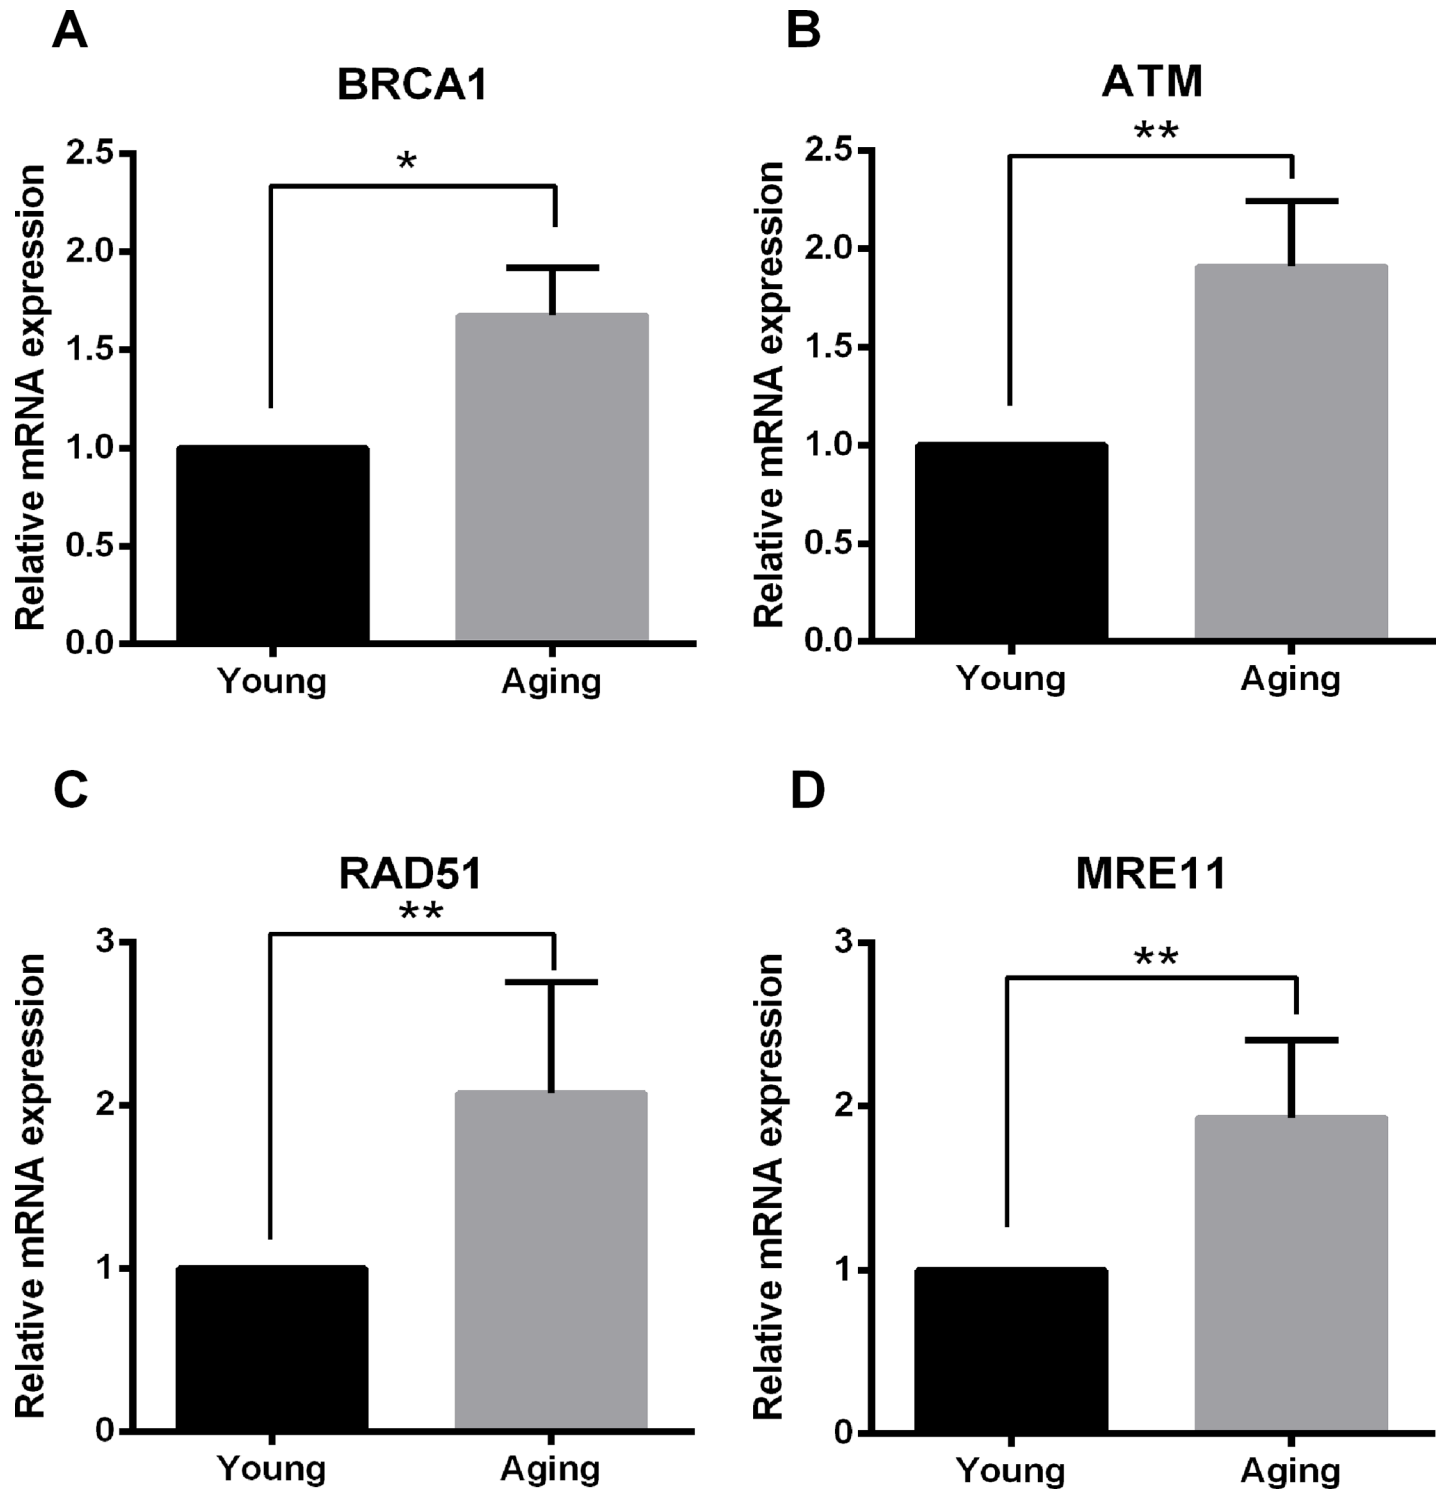 A
BRCA1
*
Relative mRNA expression
2.5
2.0
1.5
1.0
0.5
0.0
Young
Aging
B
ATM
**
Relative mRNA expression
2.5
2.0
1.5
1.0
0.5
0.0
Young
Aging
C
RAD51
**
Relative mRNA expression
3
2
1
0
Young
Aging
D
MRE11
**
Relative mRNA expression
3
2
1
0
Young
Aging